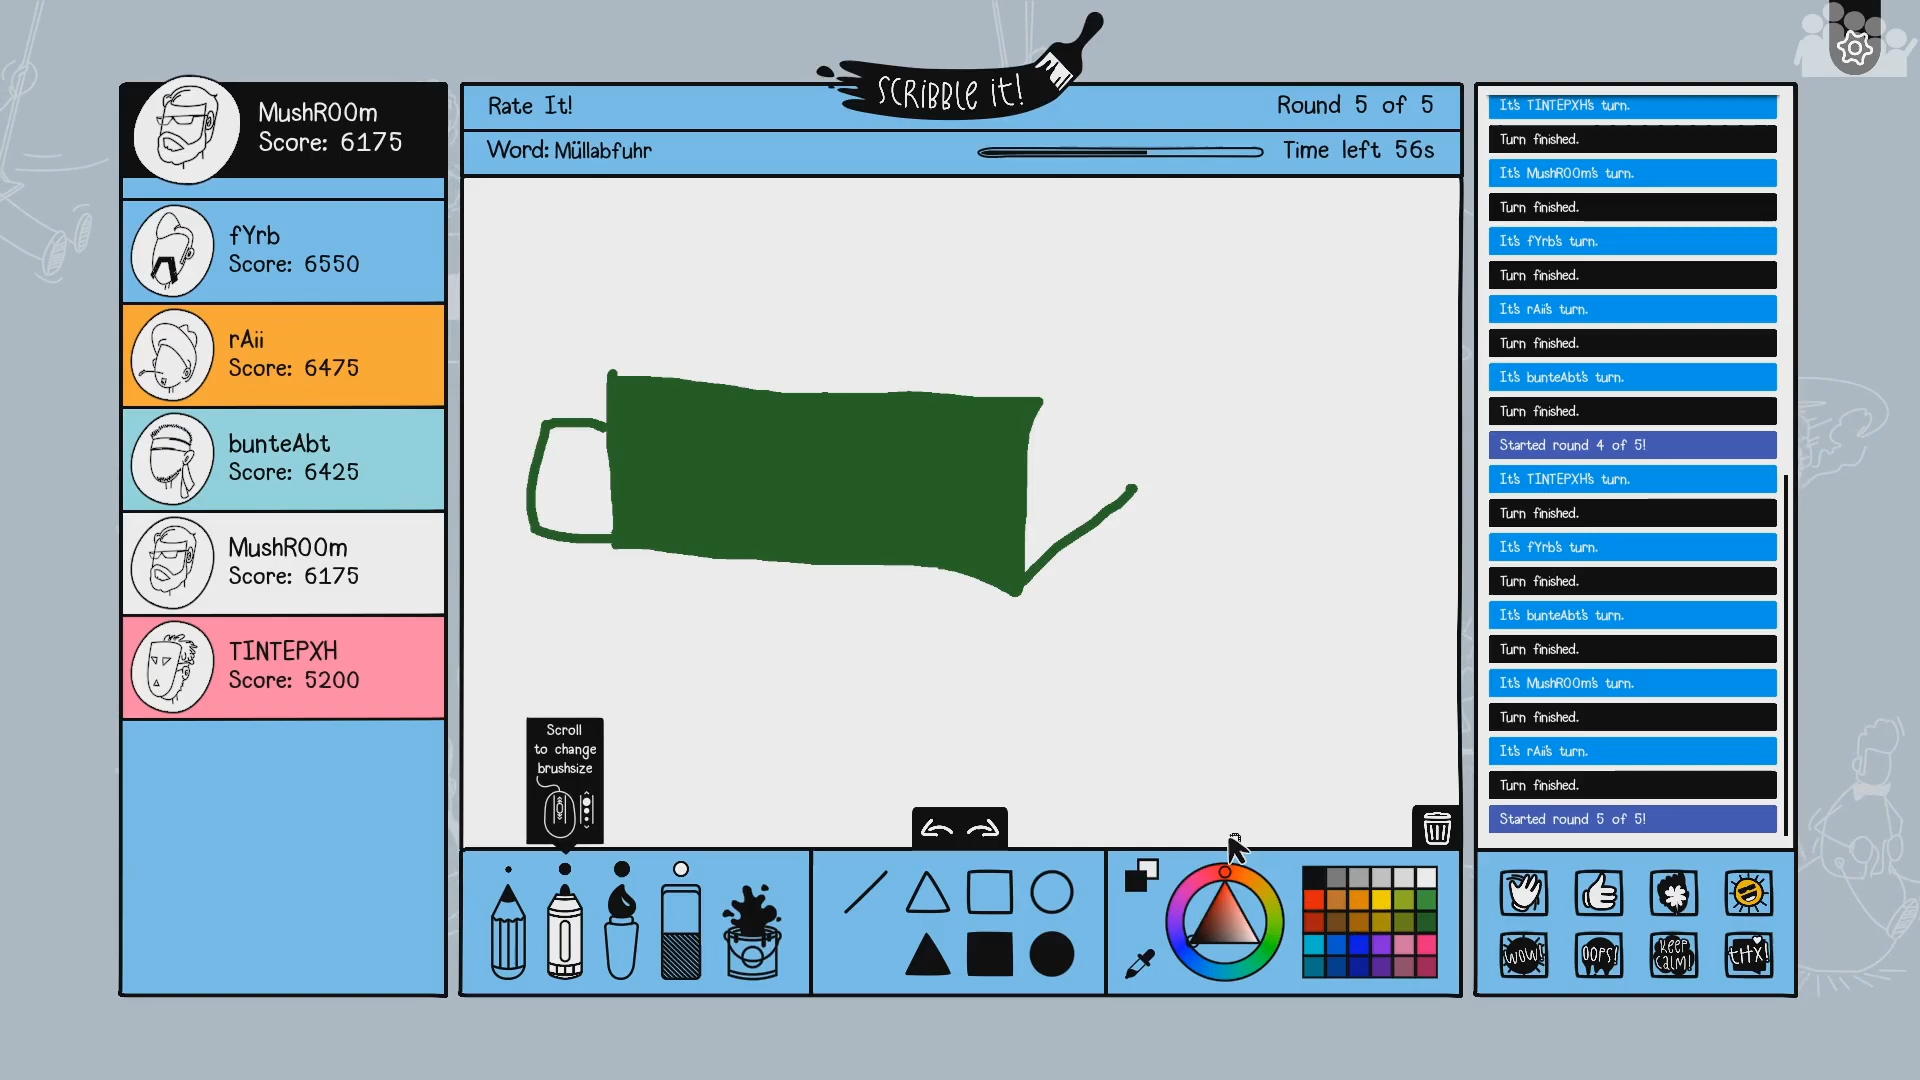 SCRIBBLE iT!
MushROOm
Score: 6175
fYrb
Score: 6550
rAii
Score: 6475
bunteAbt
Score: 6425
MushROOm
Score: 6175
TINTEPXH
Score: 5200
Rate It!
Round 5 of 5
Word: Müllabfuhr
Time left 56s
Scroll
to change
brushsize
It's TINTEPXH's turn.
Turn finished.
It's MushROOm's turn.
Turn finished.
It's fYrb's turn.
Turn finished.
It's rAii's turn.
Turn finished.
It's bunteAbt's turn.
Turn finished.
Started round 4 of 5!
It's TINTEPXH's turn.
Turn finished.
It's fYrb's turn.
Turn finished.
It's bunteAbt's turn.
Turn finished.
It's MushROOm's turn.
Turn finished.
It's rAii's turn.
Turn finished.
Started round 5 of 5!
WOW!
OOPS!
KEEP
CALM!
tHX!